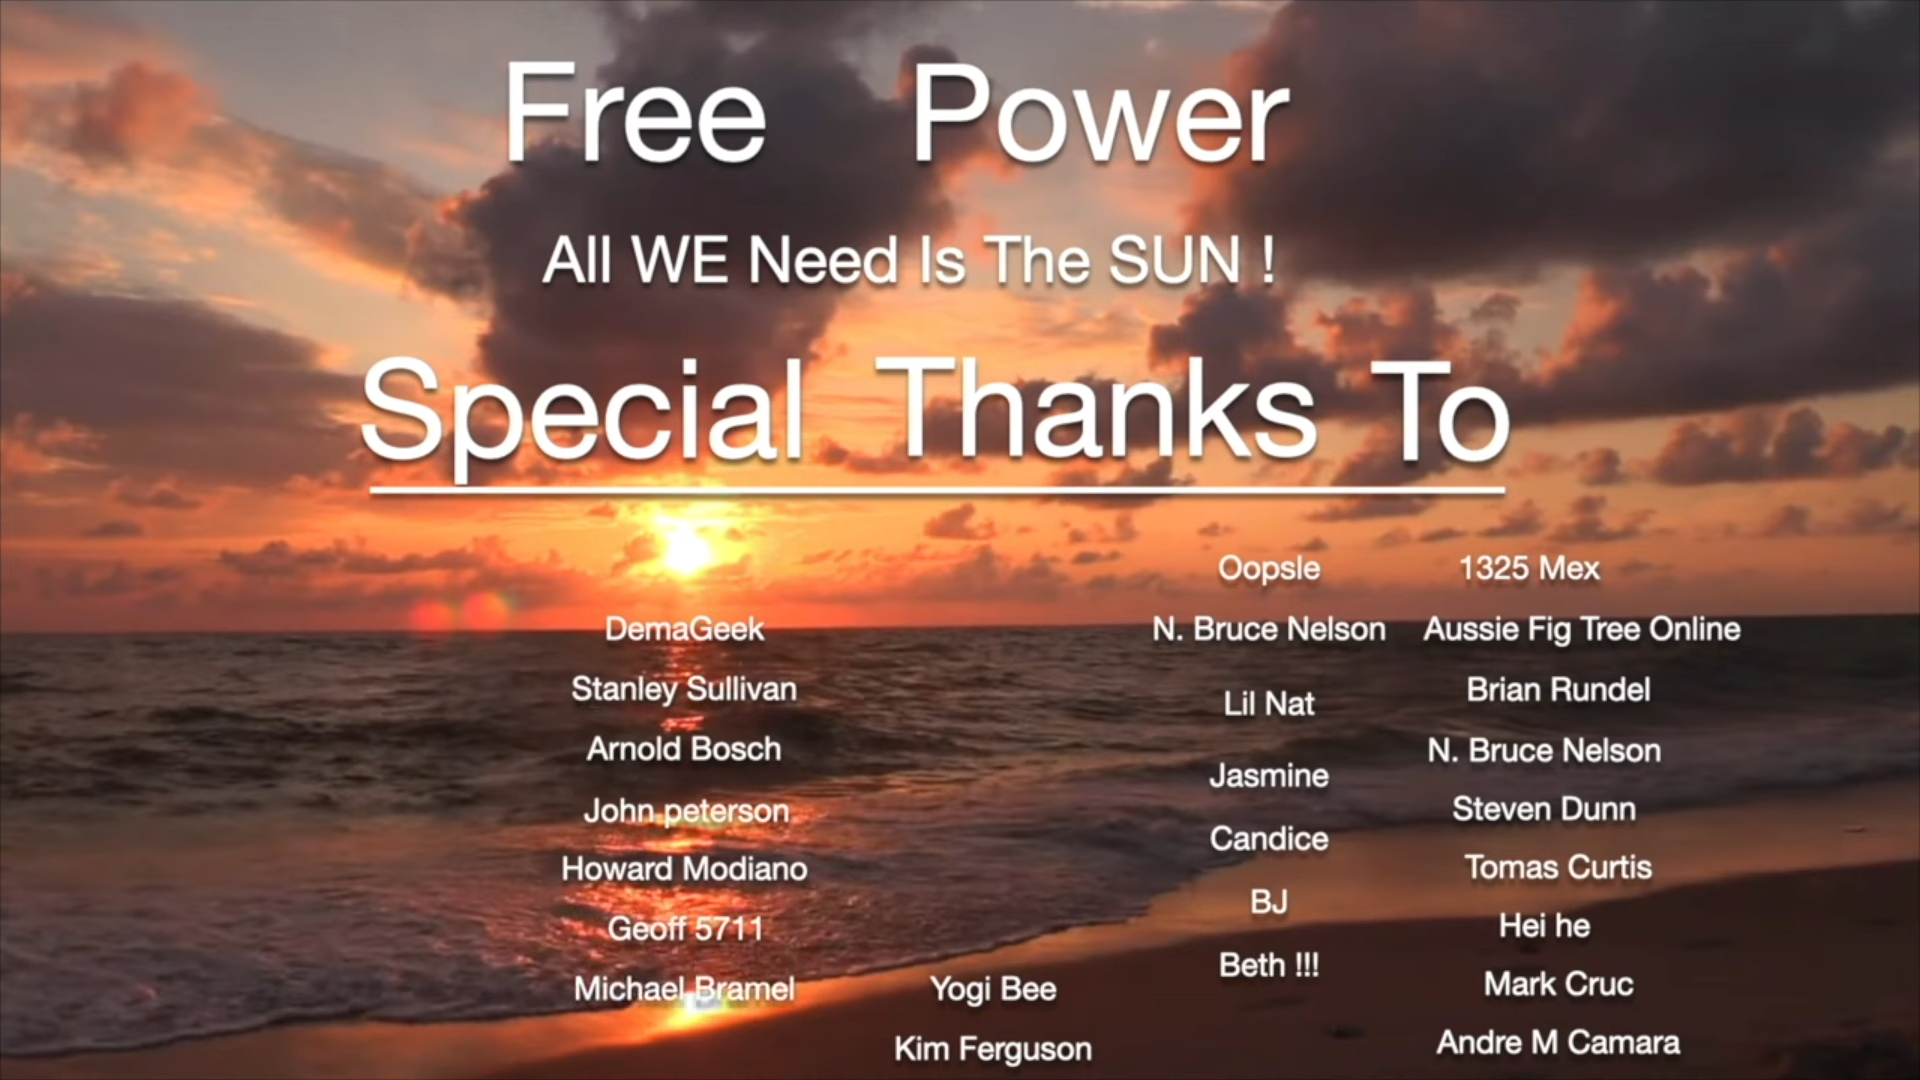 Free Power
All WE Need Is The SUN !
Special Thanks To
DemaGeek
Stanley Sullivan
Arnold Bosch
John peterson
Howard Modiano
Geoff 5711
Michael Bramel
Yogi Bee
Kim Ferguson
Oopsle
N. Bruce Nelson
Lil Nat
Jasmine
Candice
BJ
Beth !!!
1325 Mex
Aussie Fig Tree Online
Brian Rundel
N. Bruce Nelson
Steven Dunn
Tomas Curtis
Hei he
Mark Cruc
Andre M Camara